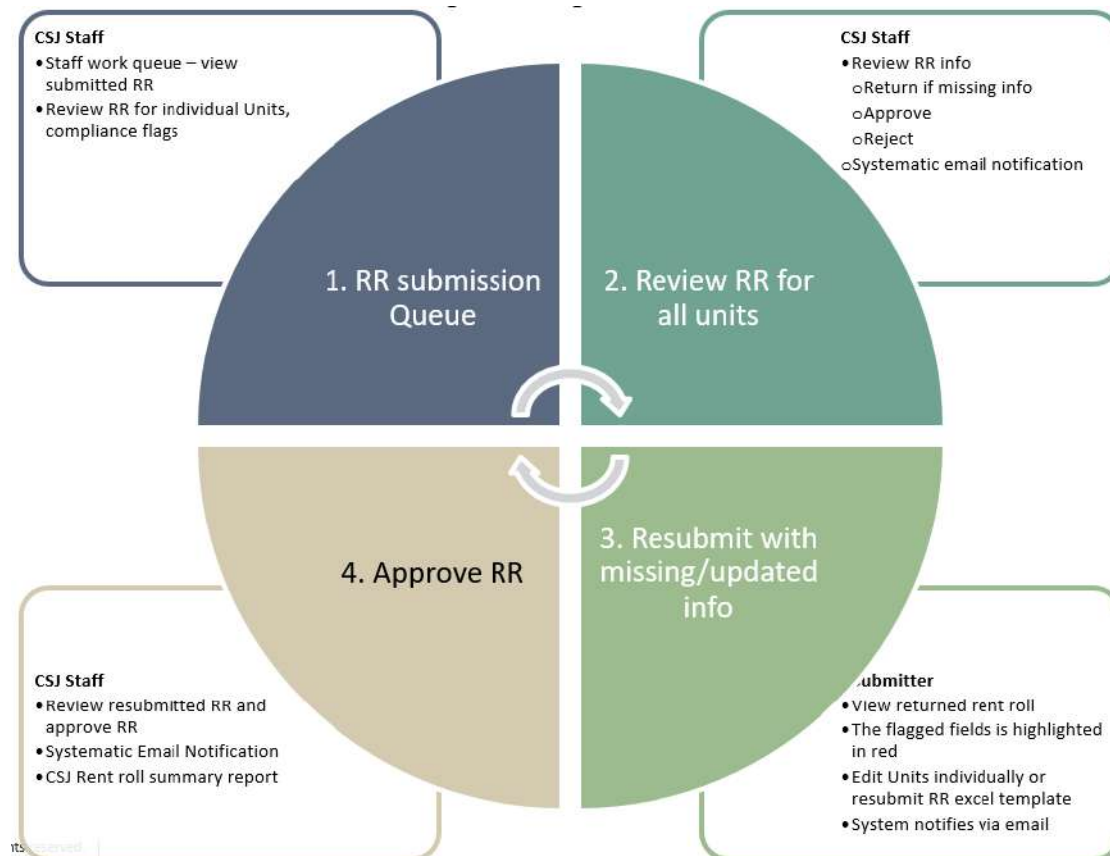 CSJ Staff
•Staff work queue – view
submitted RR
•Review RR for individual Units,
compliance flags
CSJ Staff
•Review RR info
oReturn if missing info
oApprove
oReject
oSystematic email notification
1. RR submission
Queue
2. Review RR for
all units
4. Approve RR
3. Resubmit with
missing/updated
info
CSJ Staff
•Review resubmitted RR and
approve RR
•Systematic Email Notification
•CSJ Rent roll summary report
ubmitter
•View returned rent roll
•The flagged fields is highlighted
in red
•Edit Units individually or
resubmit RR excel template
•System notifies via email
reserved